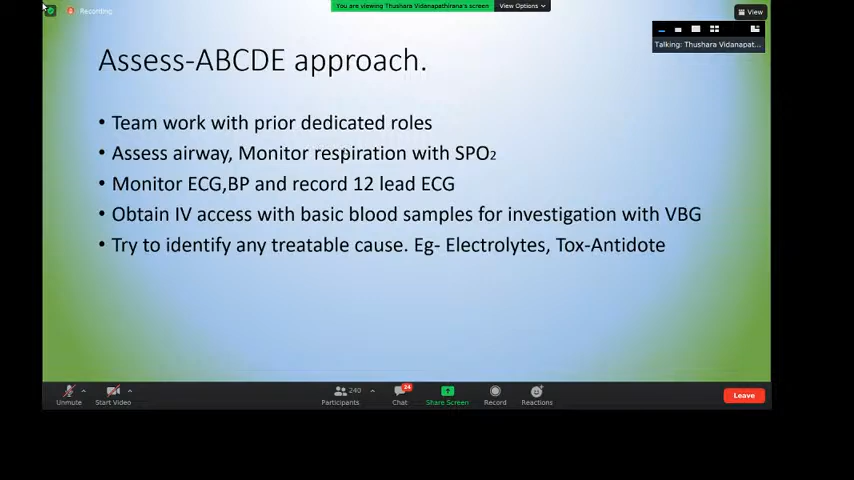 Recording
You are viewing Thushara Vidanapathirana's screen
View Options
View
Talking: Thushara Vidanapat...
Assess-ABCDE approach.
• Team work with prior dedicated roles
• Assess airway, Monitor respiration with SPO2
• Monitor ECG,BP and record 12 lead ECG
• Obtain IV access with basic blood samples for investigation with VBG
• Try to identify any treatable cause. Eg- Electrolytes, Tox-Antidote
Unmute
Start Video
240
Participants
24
Chat
Share Screen
Record
Reactions
Leave